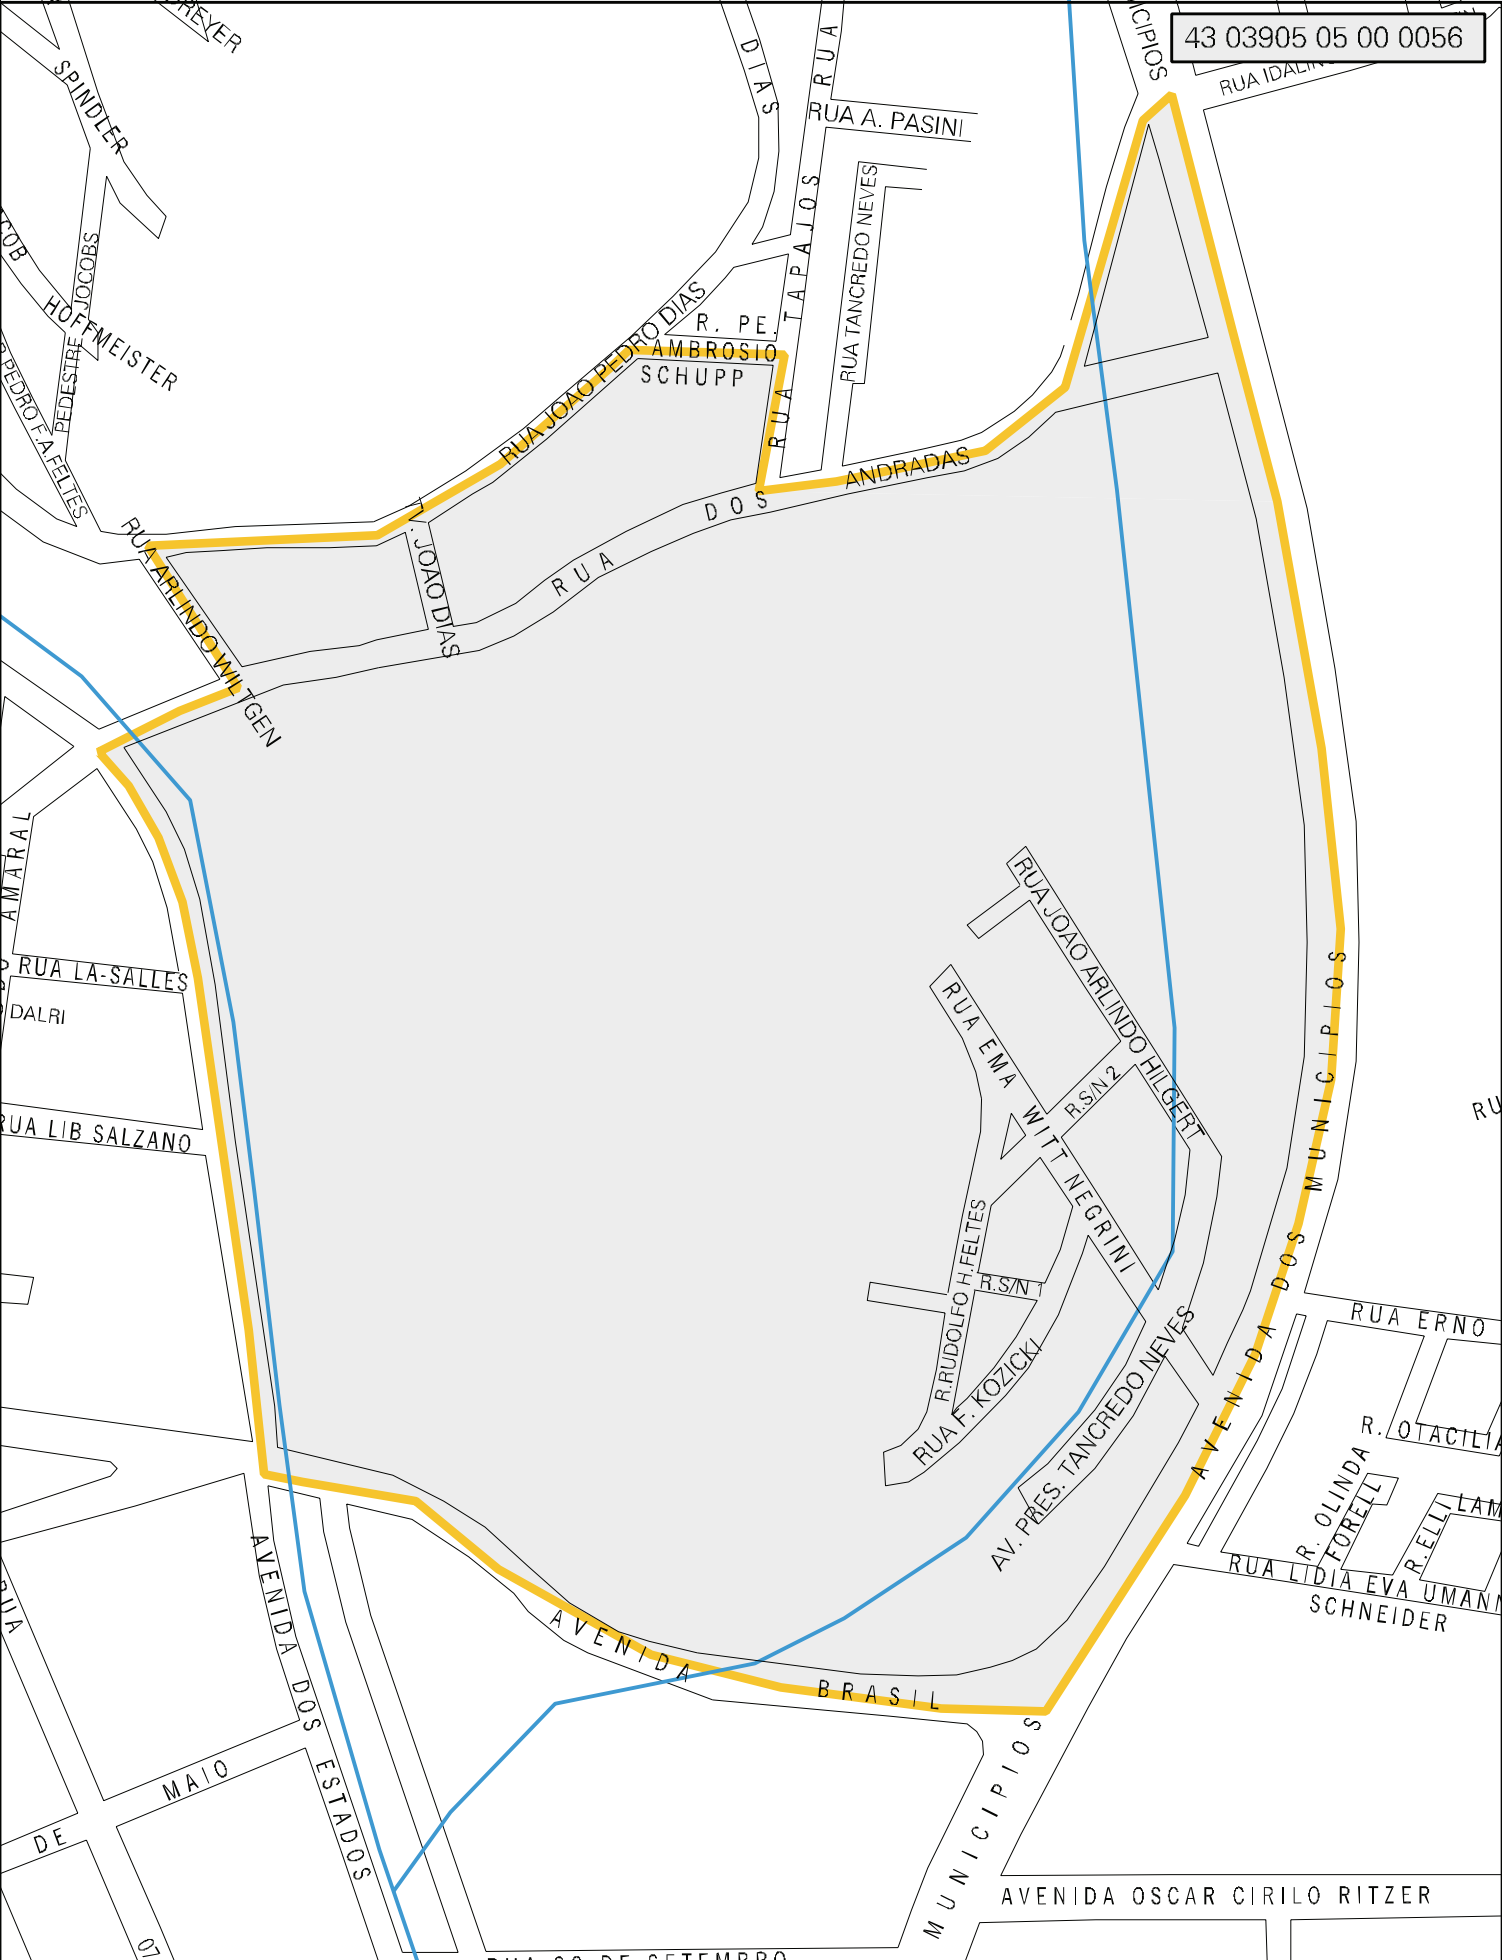 43 03905 05 00 0056
SPINDLER
HOFFMEISTER
PEDESTRE JOCOBS
PEDRO F.A.FELTES
DIAS
RUA
RUA A. PASINI
RUA TAPAJOS
RUA TANCREDO NEVES
R. PE.
AMBROSIO
SCHUPP
RUA JOAO PEDRO DIAS
RUA DOS ANDRADAS
JOAO DIAS
RUA ARLINDO WILTGEN
AMARAL
RUA LA-SALLES
DALRI
RUA LIB SALZANO
RUA JOAO ARLINDO HILGERT
RUA EMA WITT NEGRINI
R.S/N 2
R.S/N 1
R.RUDOLFO H.FELTES
RUA F. KOZICKI
AV. PRES. TANCREDO NEVES
AVENIDA DOS MUNICIPIOS
RUA ERNO
R. OTACILIA
R. OLINDA
FORELL
R.ELLI
LAM
RUA LIDIA EVA UMANN
SCHNEIDER
AVENIDA BRASIL
AVENIDA DOS ESTADOS
RUA
MAIO
DE
07
MUNICIPIOS
AVENIDA OSCAR CIRILO RITZER